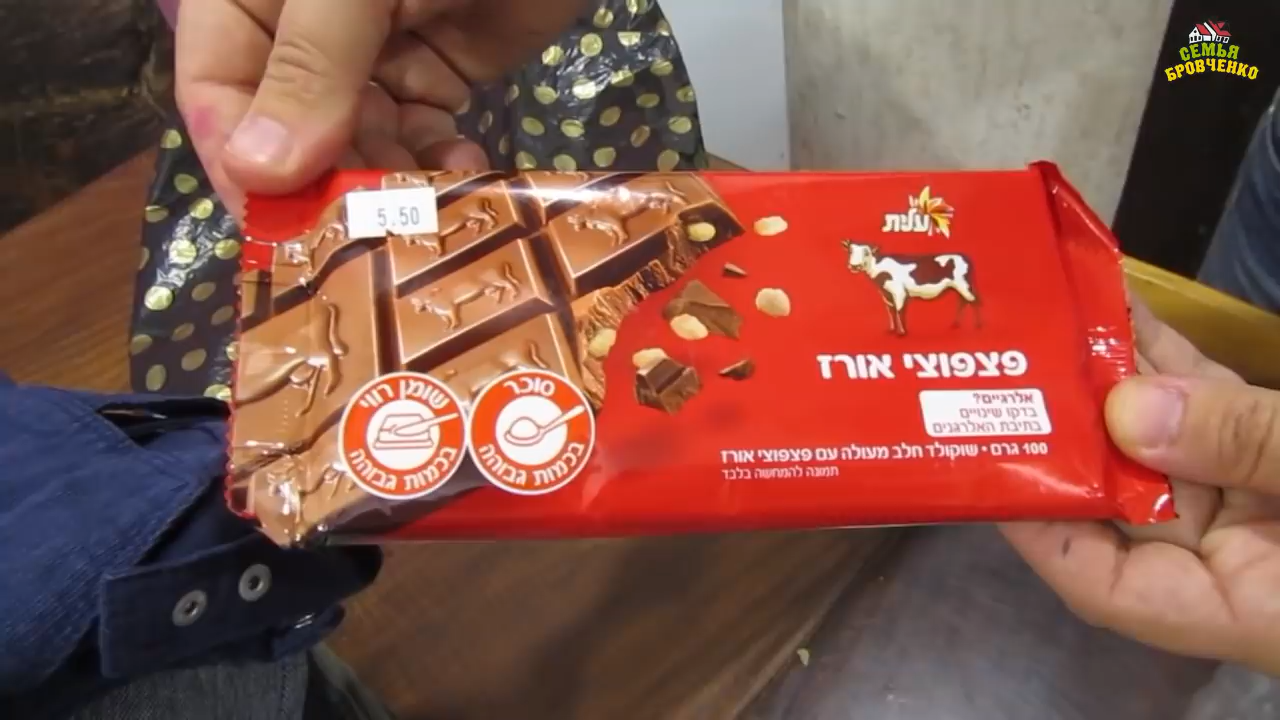 СЕМЬЯ
БРОВЧЕНКО
5.50
עלית
פצפוצי אורז
אלרגיים?
בדקו שינויים
בתיבת האלרגנים
100 גרם • שוקולד חלב מעולה עם פצפוצי אורז
תמונה להמחשה בלבד
סוכר
בכמות גבוהה
שומן רווי
בכמות גבוהה